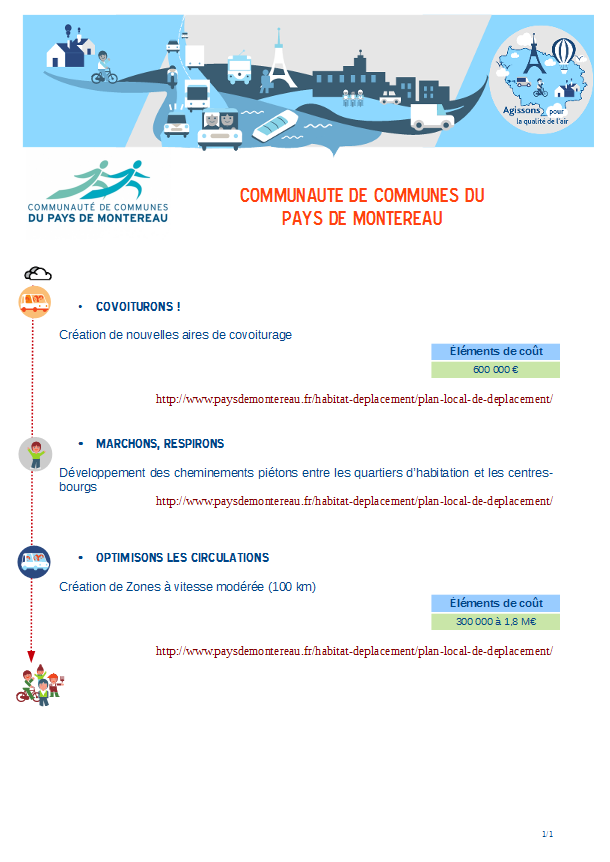 Agissons pour
la qualité de l'air
COMMUNAUTÉ DE COMMUNES
DU PAYS DE MONTEREAU
COMMUNAUTE DE COMMUNES DU
PAYS DE MONTEREAU
• COVOITURONS !
Création de nouvelles aires de covoiturage
Éléments de coût
600 000 €
http://www.paysdemontereau.fr/habitat-deplacement/plan-local-de-deplacement/
• MARCHONS, RESPIRONS
Développement des cheminements piétons entre les quartiers d'habitation et les centres-
bourgs
http://www.paysdemontereau.fr/habitat-deplacement/plan-local-de-deplacement/
• OPTIMISONS LES CIRCULATIONS
Création de Zones à vitesse modérée (100 km)
Éléments de coût
300 000 à 1,8 M€
http://www.paysdemontereau.fr/habitat-deplacement/plan-local-de-deplacement/
1/1